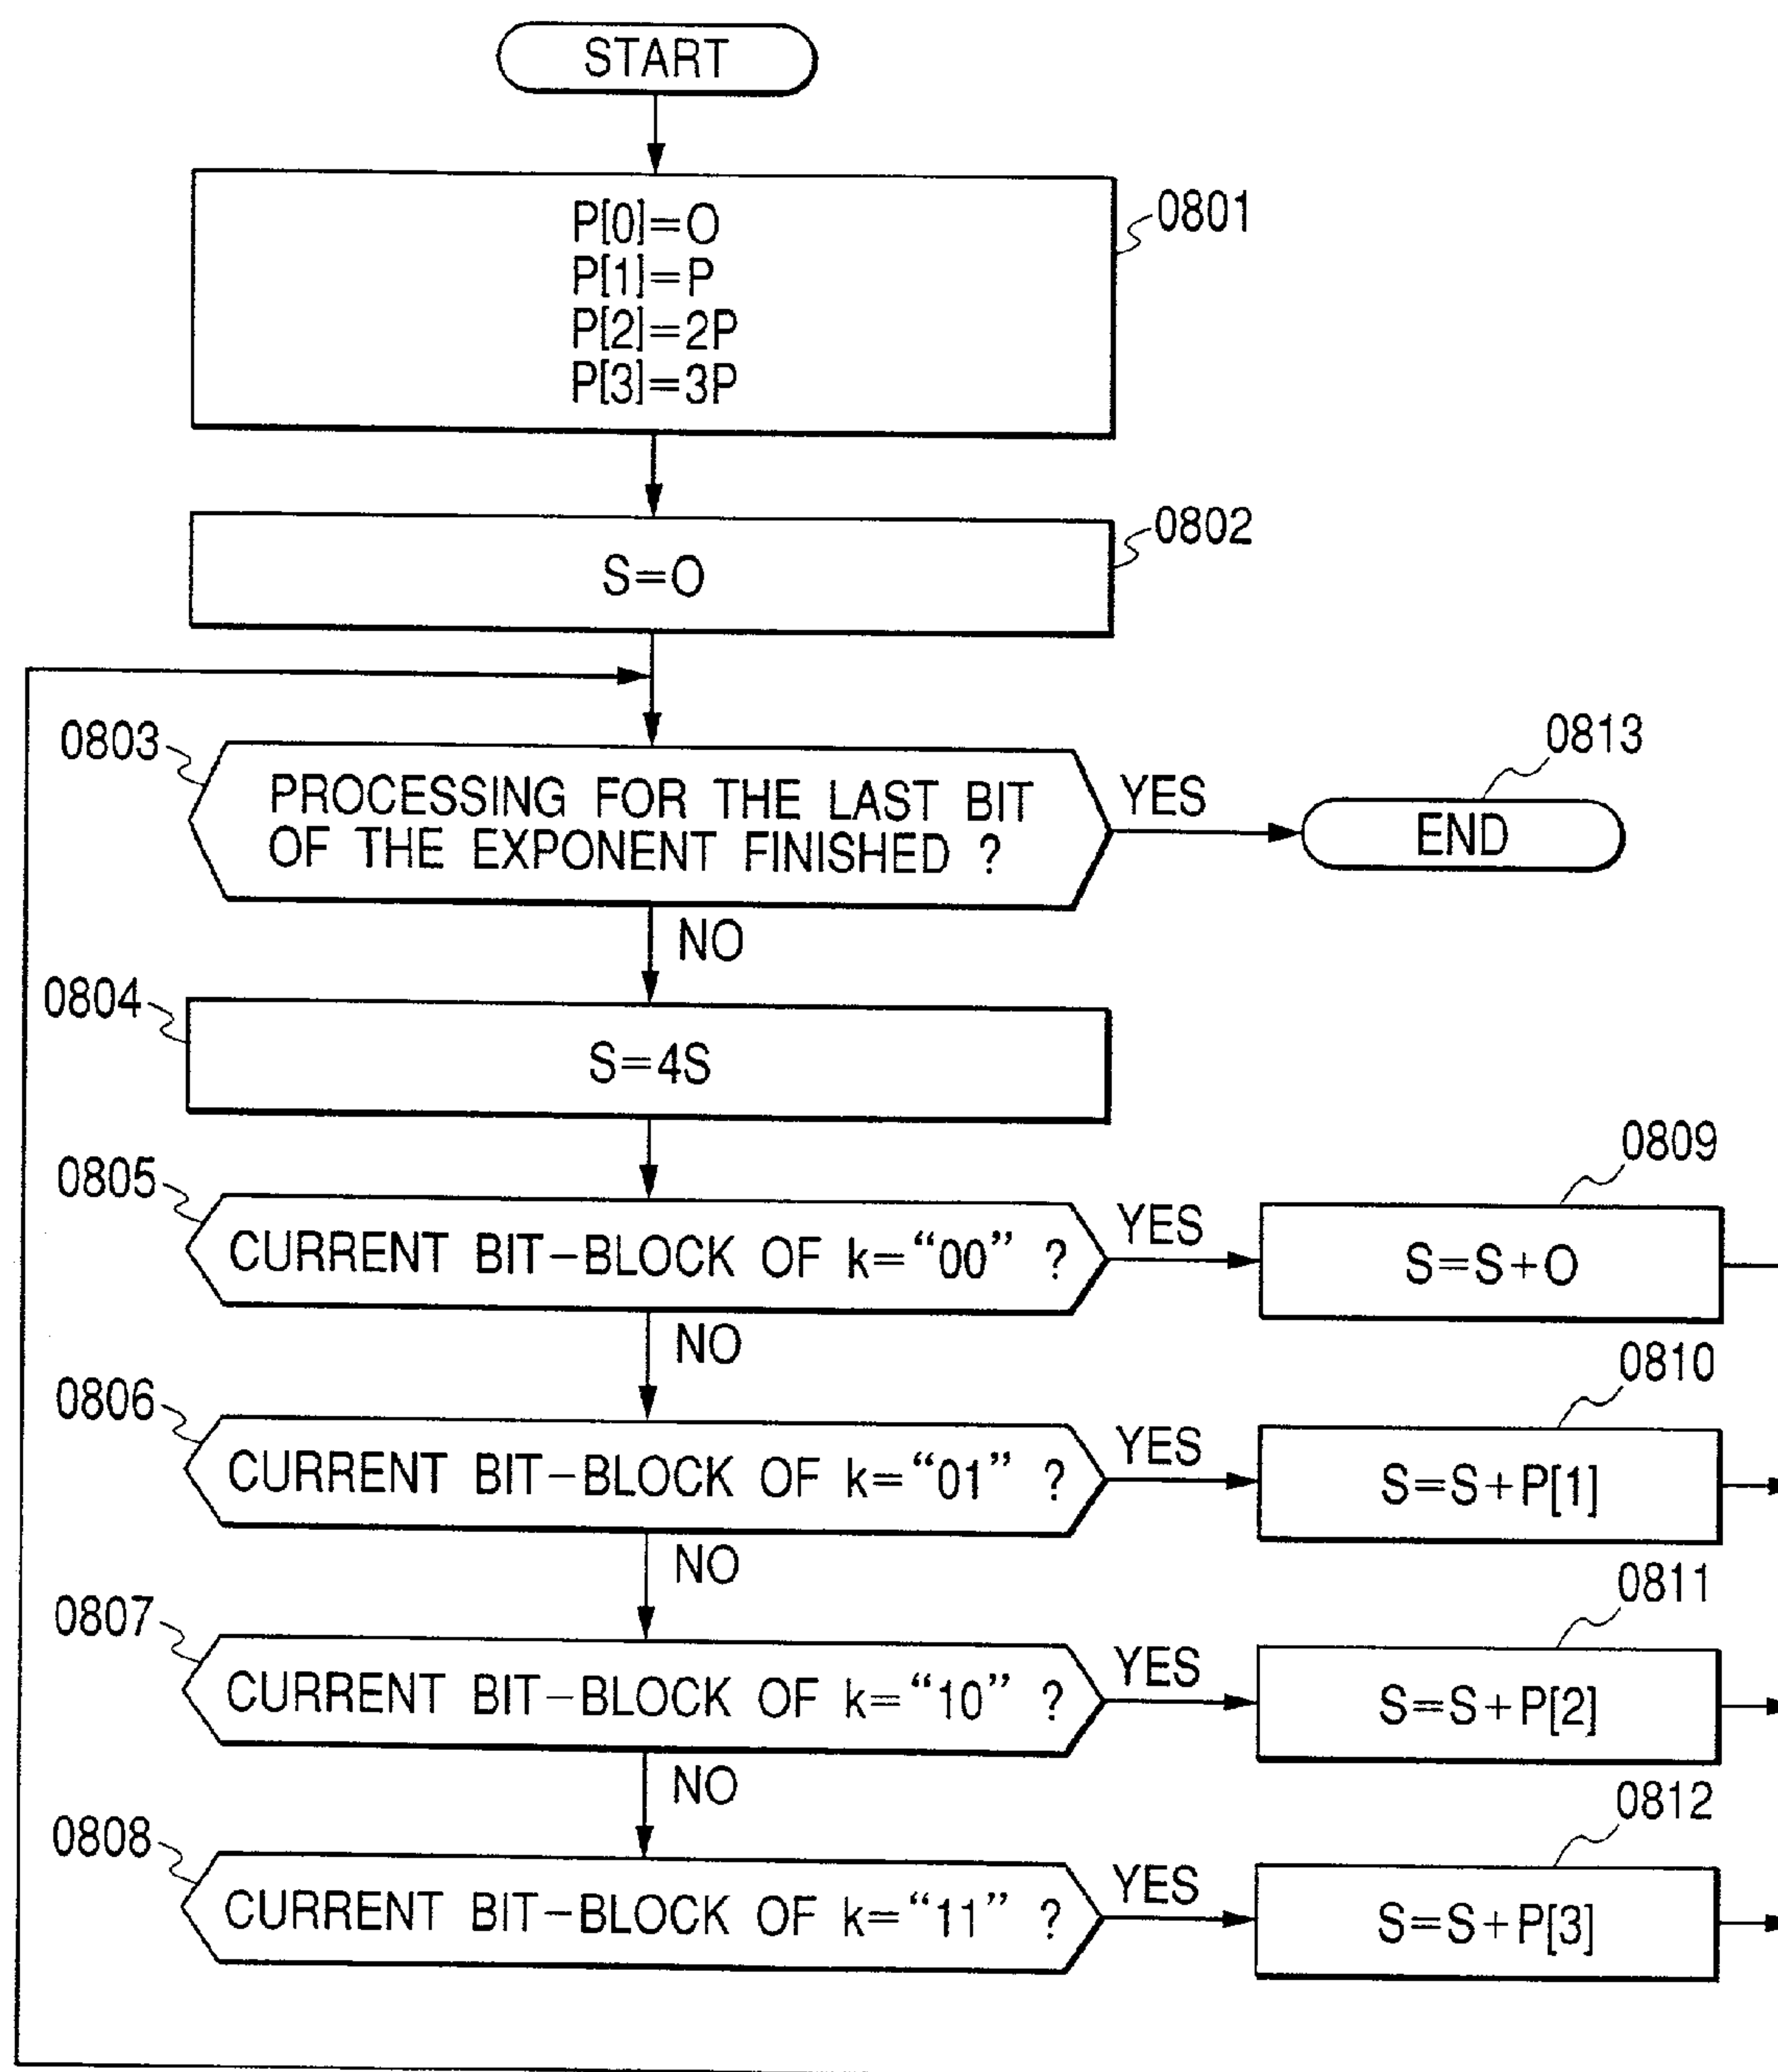 START
P[0]=O
P[1]=P
P[2]=2P
P[3]=3P
0801
S=O
0802
0803
PROCESSING FOR THE LAST BIT
OF THE EXPONENT FINISHED ?
YES
0813
END
NO
0804
S=4S
0805
CURRENT BIT-BLOCK OF k="00" ?
YES
0809
S=S+O
NO
0806
CURRENT BIT-BLOCK OF k="01" ?
YES
0810
S=S+P[1]
NO
0807
CURRENT BIT-BLOCK OF k="10" ?
YES
0811
S=S+P[2]
NO
0808
CURRENT BIT-BLOCK OF k="11" ?
YES
0812
S=S+P[3]